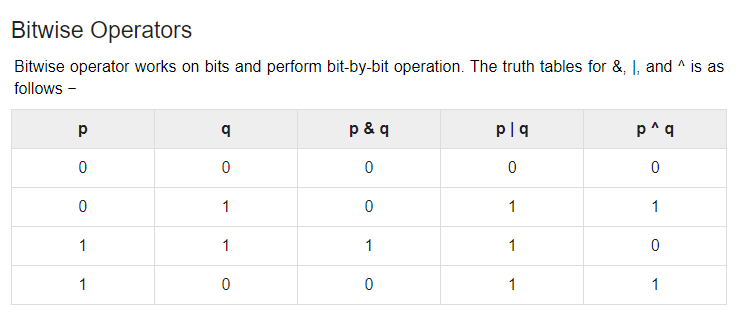 Bitwise Operators
Bitwise operator works on bits and perform bit-by-bit operation. The truth tables for &, |, and ^ is as
follows −
p q p & q p | q p ^ q
0 0 0 0 0
0 1 0 1 1
1 1 1 1 0
1 0 0 1 1